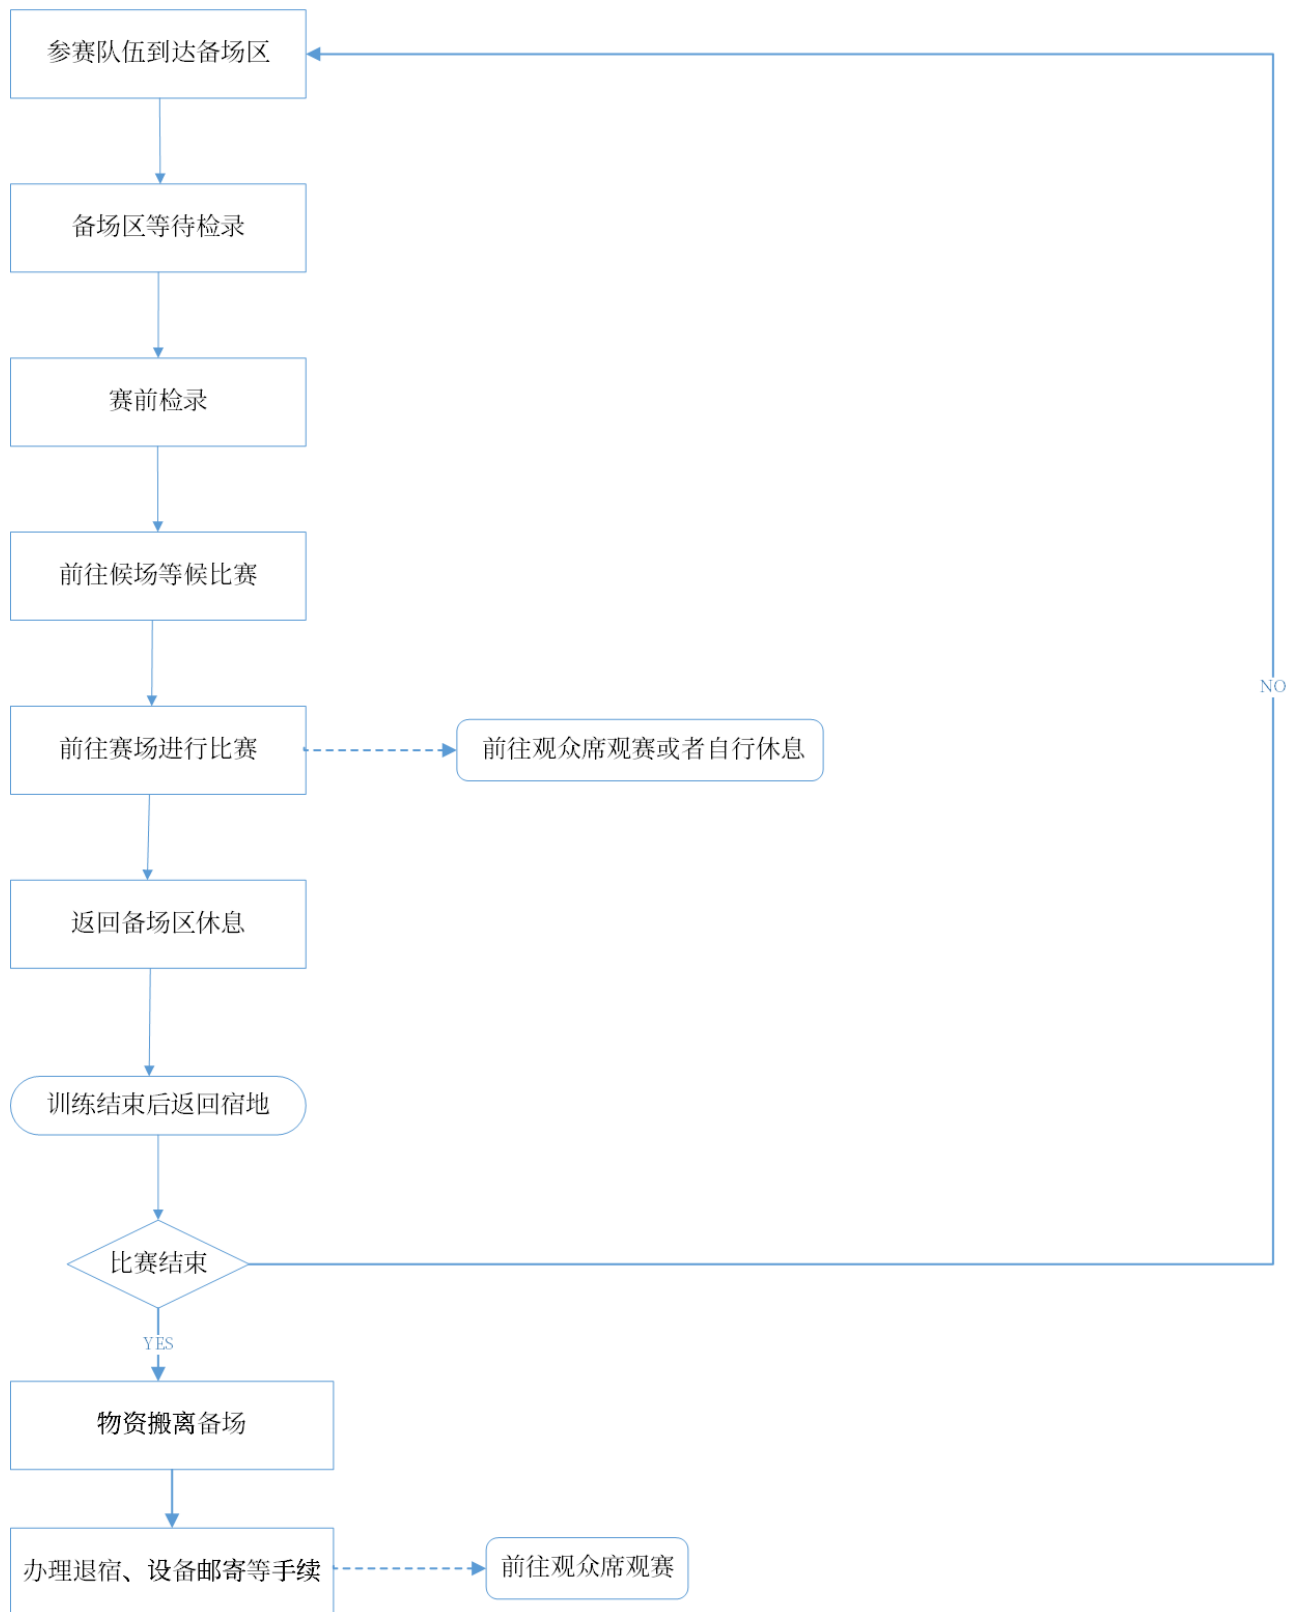 参赛队伍到达备场区
备场区等待检录
赛前检录
前往候场等候比赛
NO
前往赛场进行比赛
前往观众席观赛或者自行休息
返回备场区休息
训练结束后返回宿地
比赛结束
YES
物资搬离备场
办理退宿、设备邮寄等手续
前往观众席观赛